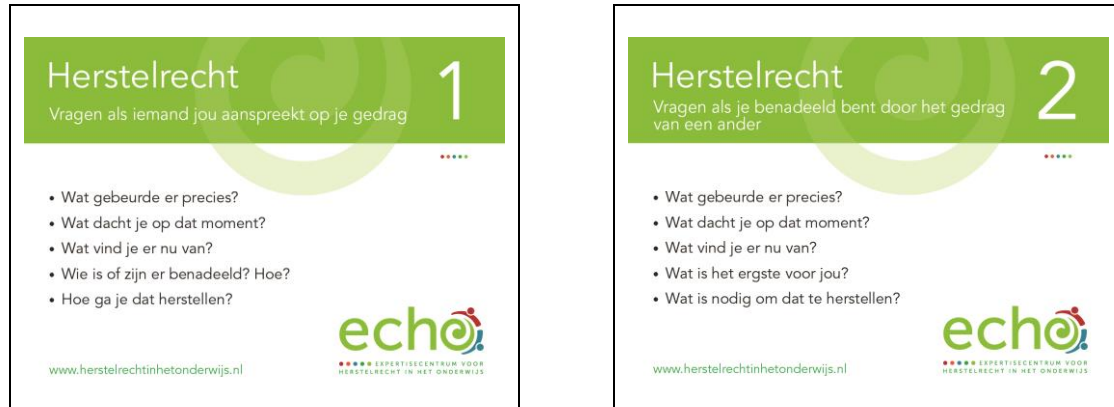 Herstelrecht
1
Vragen als iemand jou aanspreekt op je gedrag
• Wat gebeurde er precies?
• Wat dacht je op dat moment?
• Wat vind je er nu van?
• Wie is of zijn er benadeeld? Hoe?
• Hoe ga je dat herstellen?
echo
EXPERTISECENTRUM VOOR
HERSTELRECHT IN HET ONDERWIJS
www.herstelrechtinhetonderwijs.nl
Herstelrecht
2
Vragen als je benadeeld bent door het gedrag
van een ander
• Wat gebeurde er precies?
• Wat dacht je op dat moment?
• Wat vind je er nu van?
• Wat is het ergste voor jou?
• Wat is nodig om dat te herstellen?
echo
EXPERTISECENTRUM VOOR
HERSTELRECHT IN HET ONDERWIJS
www.herstelrechtinhetonderwijs.nl